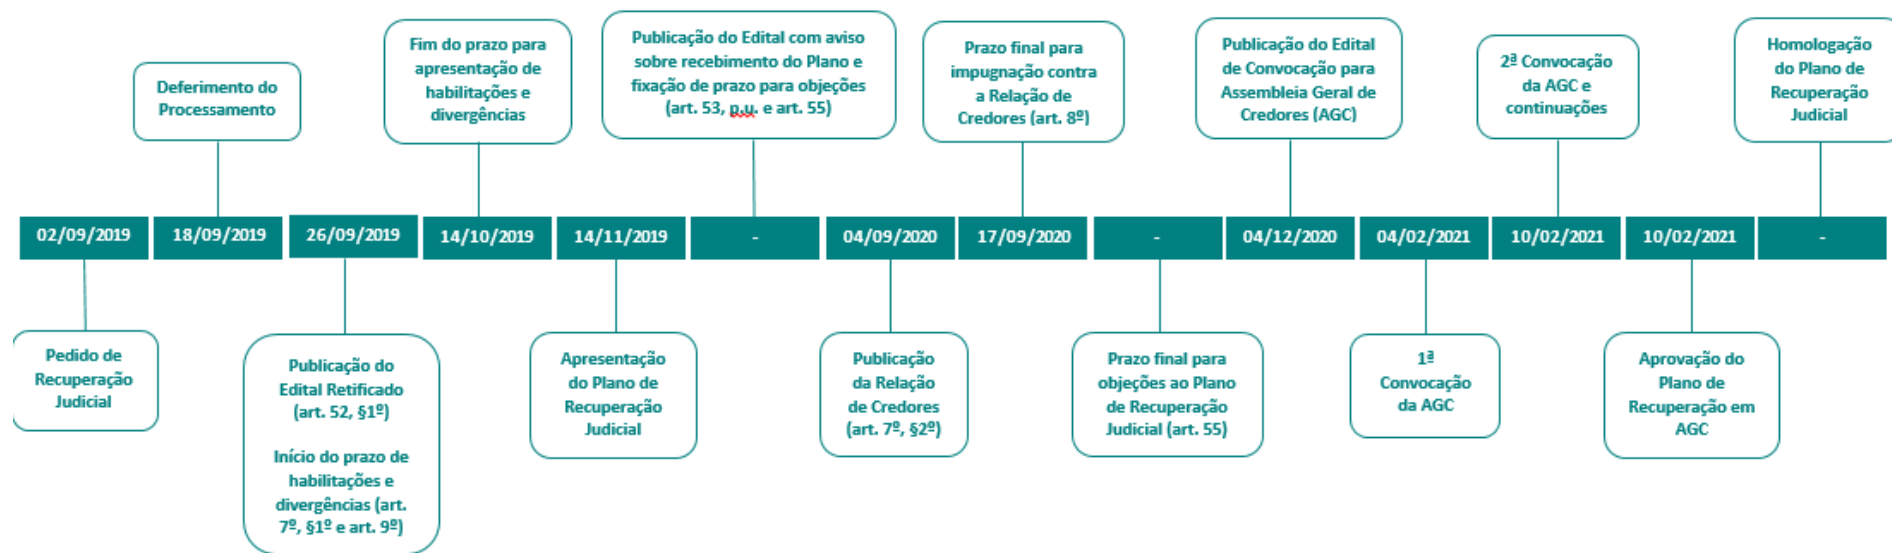 Deferimento do
Processamento
Fim do prazo para
apresentação de
habilitações e
divergências
Publicação do Edital com aviso
sobre recebimento do Plano e
fixação de prazo para objeções
(art. 53, p.u. e art. 55)
Prazo final para
impugnação contra
a Relação de
Credores (art. 8º)
Publicação do Edital
de Convocação para
Assembleia Geral de
Credores (AGC)
2ª Convocação
da AGC e
continuações
Homologação
do Plano de
Recuperação
Judicial
02/09/2019
18/09/2019
26/09/2019
14/10/2019
14/11/2019
-
04/09/2020
17/09/2020
-
04/12/2020
04/02/2021
10/02/2021
10/02/2021
-
Pedido de
Recuperação
Judicial
Publicação do
Edital Retificado
(art. 52, §1º)
Início do prazo de
habilitações e
divergências (art.
7º, §1º e art. 9º)
Apresentação
do Plano de
Recuperação
Judicial
Publicação
da Relação
de Credores
(art. 7º, §2º)
Prazo final para
objeções ao Plano
de Recuperação
Judicial (art. 55)
1ª
Convocação
da AGC
Aprovação do
Plano de
Recuperação em
AGC